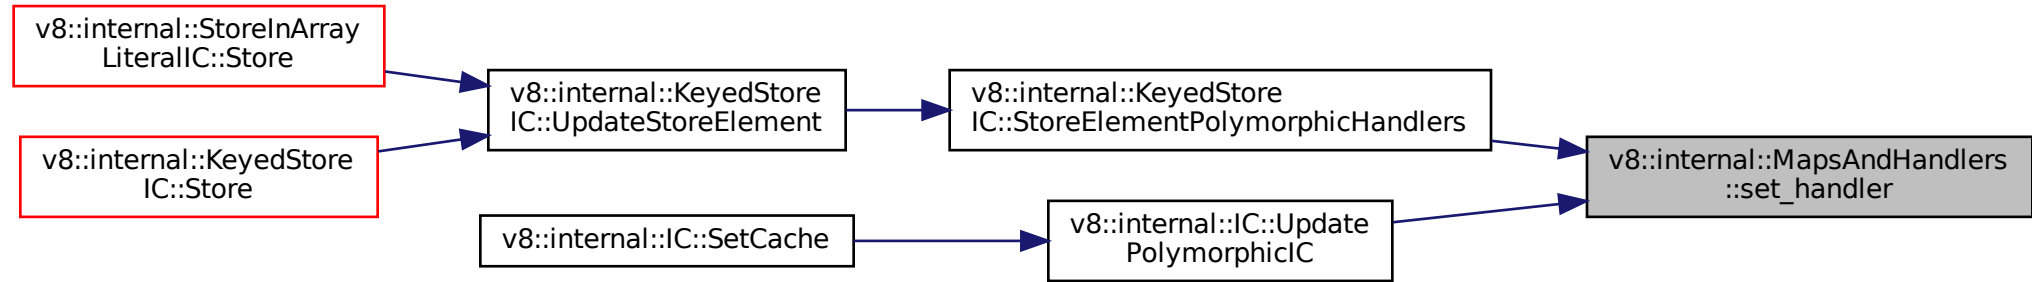 v8::internal::StoreInArray
LiteralIC::Store
v8::internal::KeyedStore
IC::Store
v8::internal::KeyedStore
IC::UpdateStoreElement
v8::internal::IC::SetCache
v8::internal::KeyedStore
IC::StoreElementPolymorphicHandlers
v8::internal::IC::Update
PolymorphicIC
v8::internal::MapsAndHandlers
::set_handler